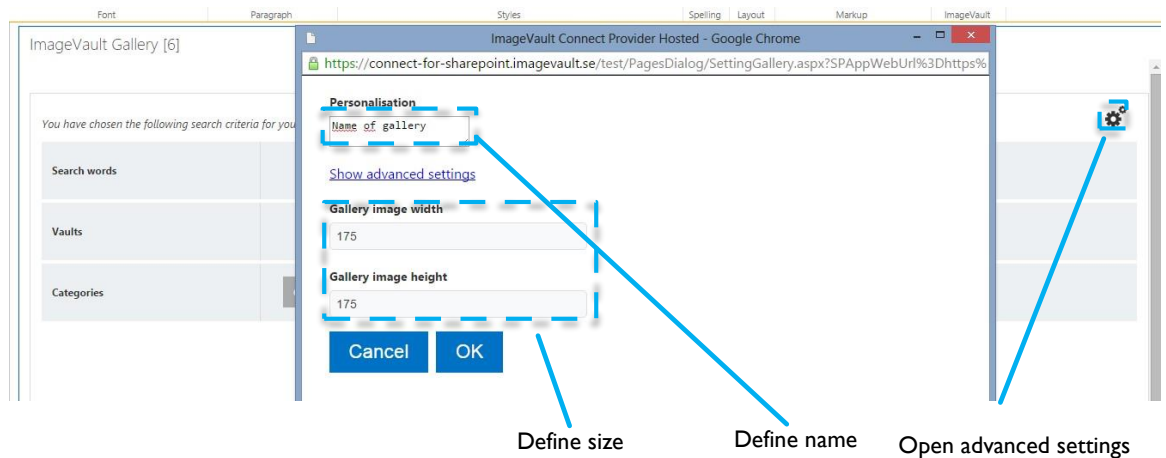 Font Paragraph Styles Spelling Layout Markup ImageVault
ImageVault Gallery [6]
ImageVault Connect Provider Hosted - Google Chrome
https://connect-for-sharepoint.imagevault.se/test/PagesDialog/SettingGallery.aspx?SPAppWebUrl%3Dhttps%
Personalisation
You have chosen the following search criteria for you
Name of gallery
Search words
Show advanced settings
Gallery image width
Vaults
175
Gallery image height
Categories
175
Cancel OK
Define size
Define name
Open advanced settings